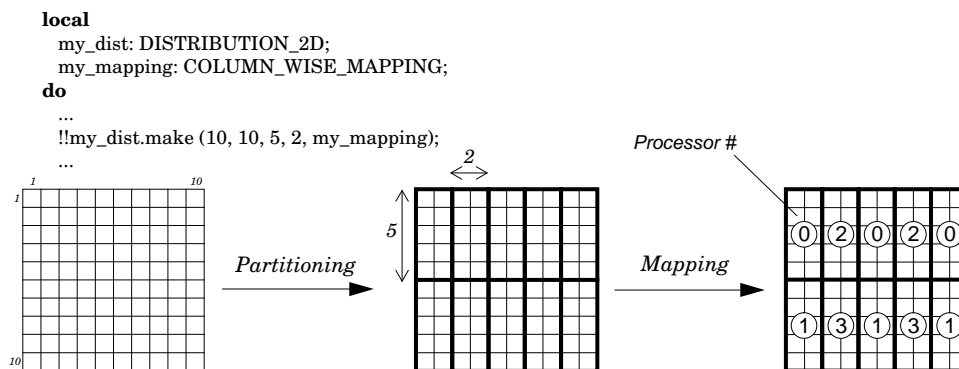 local
my_dist: DISTRIBUTION_2D;
my_mapping: COLUMN_WISE_MAPPING;
do
...
!!my_dist.make (10, 10, 5, 2, my_mapping);
...
Processor #
1 10
1
10
2
5
Partitioning
Mapping
0 2 0 2 0
1 3 1 3 1